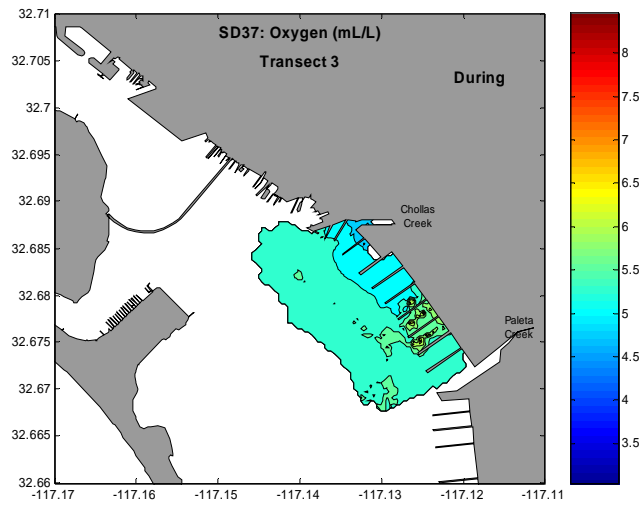 SD37: Oxygen (mL/L)
Transect 3
During
Chollas
Creek
Paleta
Creek
32.71
32.705
32.7
32.695
32.69
32.685
32.68
32.675
32.67
32.665
32.66
-117.17 -117.16 -117.15 -117.14 -117.13 -117.12 -117.11
8
7.5
7
6.5
6
5.5
5
4.5
4
3.5